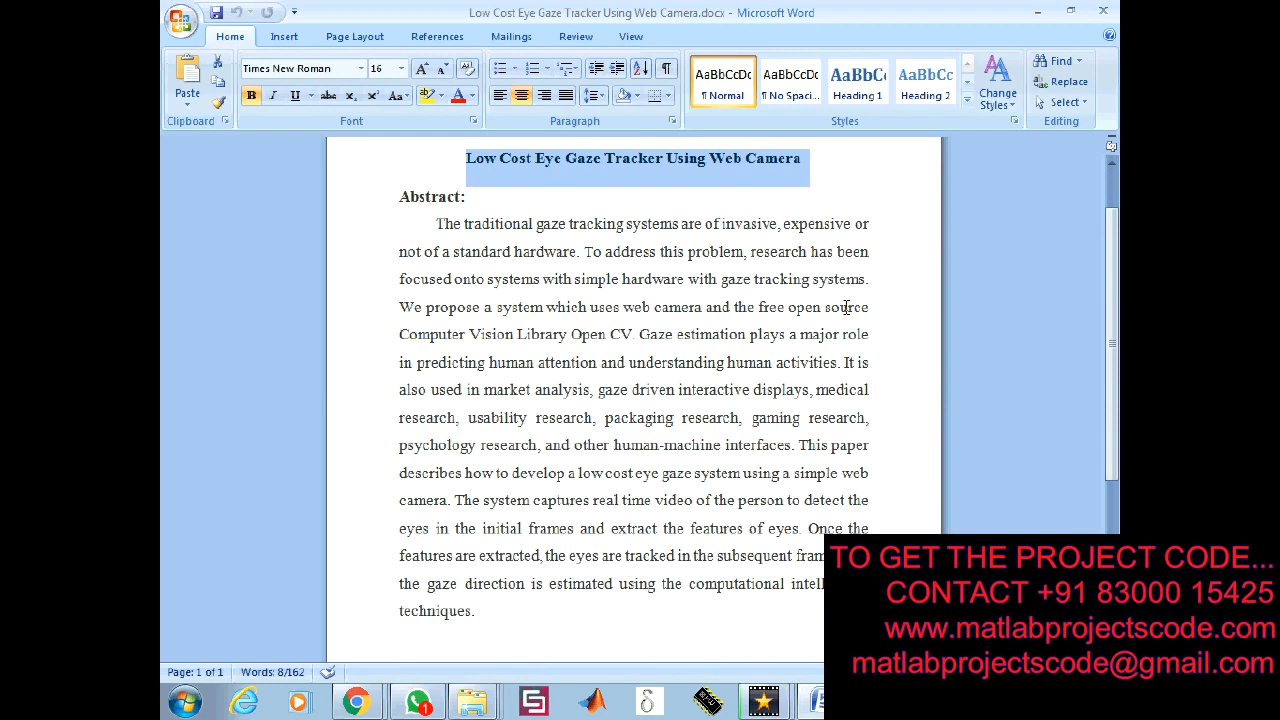 Low Cost Eye Gaze Tracker Using Web Camera.docx - Microsoft Word
Home Insert Page Layout References Mailings Review View
Paste
Clipboard
Times New Roman 16
Font
Paragraph
AaBbCcDc AaBbCcDc AaBbC AaBbCc
¶ Normal ¶ No Spaci... Heading 1 Heading 2
Change
Styles
Styles
Find
Replace
Select
Editing
Low Cost Eye Gaze Tracker Using Web Camera
Abstract:
The traditional gaze tracking systems are of invasive, expensive or
not of a standard hardware. To address this problem, research has been
focused onto systems with simple hardware with gaze tracking systems.
We propose a system which uses web camera and the free open source
Computer Vision Library Open CV. Gaze estimation plays a major role
in predicting human attention and understanding human activities. It is
also used in market analysis, gaze driven interactive displays, medical
research, usability research, packaging research, gaming research,
psychology research, and other human-machine interfaces. This paper
describes how to develop a low cost eye gaze system using a simple web
camera. The system captures real time video of the person to detect the
eyes in the initial frames and extract the features of eyes. Once the
features are extracted, the eyes are tracked in the subsequent
the gaze direction is estimated using the computational
techniques.
TO GET THE PROJECT CODE...
CONTACT +91 83000 15425
www.matlabprojectscode.com
matlabprojectscode@gmail.com
Page: 1 of 1 Words: 8/162